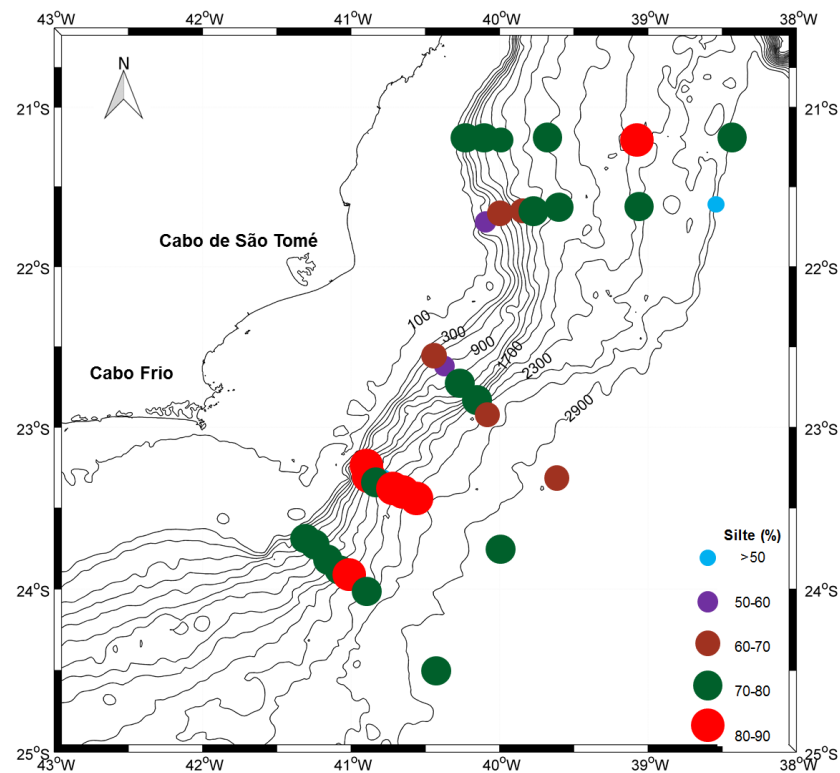 43°W 42°W 41°W 40°W 39°W 38°W
N
21°S 21°S
Cabo de São Tomé
22°S 22°S
100
300
900
1700
2300
Cabo Frio
2900
23°S 23°S
Silte (%)
>50
24°S 24°S
50-60
60-70
70-80
80-90
25°S 25°S
43°W 42°W 41°W 40°W 39°W 38°W